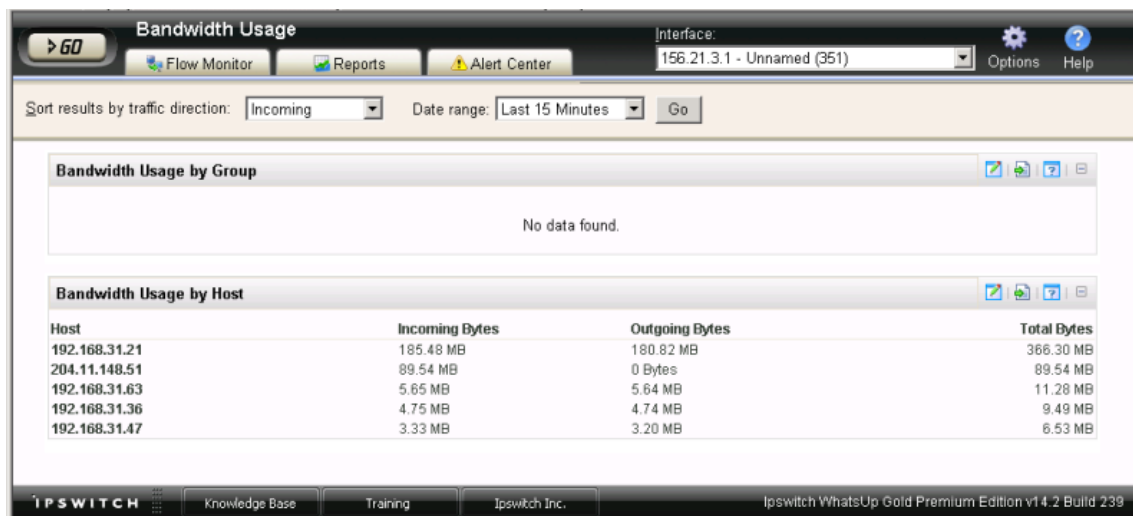 GO
Bandwidth Usage
Flow Monitor Reports Alert Center
Interface:
156.21.3.1 - Unnamed (351)
Options Help
Sort results by traffic direction: Incoming Date range: Last 15 Minutes Go
Bandwidth Usage by Group
No data found.
Bandwidth Usage by Host
Host Incoming Bytes Outgoing Bytes Total Bytes
192.168.31.21 185.48 MB 180.82 MB 366.30 MB
204.11.148.51 89.54 MB 0 Bytes 89.54 MB
192.168.31.63 5.65 MB 5.64 MB 11.28 MB
192.168.31.36 4.75 MB 4.74 MB 9.49 MB
192.168.31.47 3.33 MB 3.20 MB 6.53 MB
IPSWITCH Knowledge Base Training Ipswitch Inc. Ipswitch WhatsUp Gold Premium Edition v14.2 Build 239